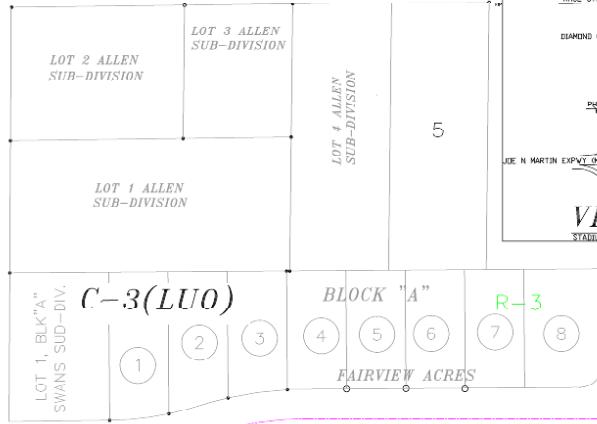 LOT 2 ALLEN
SUB-DIVISION
LOT 3 ALLEN
SUB-DIVISION
LOT 4 ALLEN
SUB-DIVISION
5
LOT 1 ALLEN
SUB-DIVISION
DIAMOND
JOE N MARTIN EXPWY
LOT 1, BLK"A"
SWANS SUD-DIV.
C-3(LUO)
BLOCK "A"
R-3
1
2
3
4
5
6
7
8
FAIRVIEW ACRES